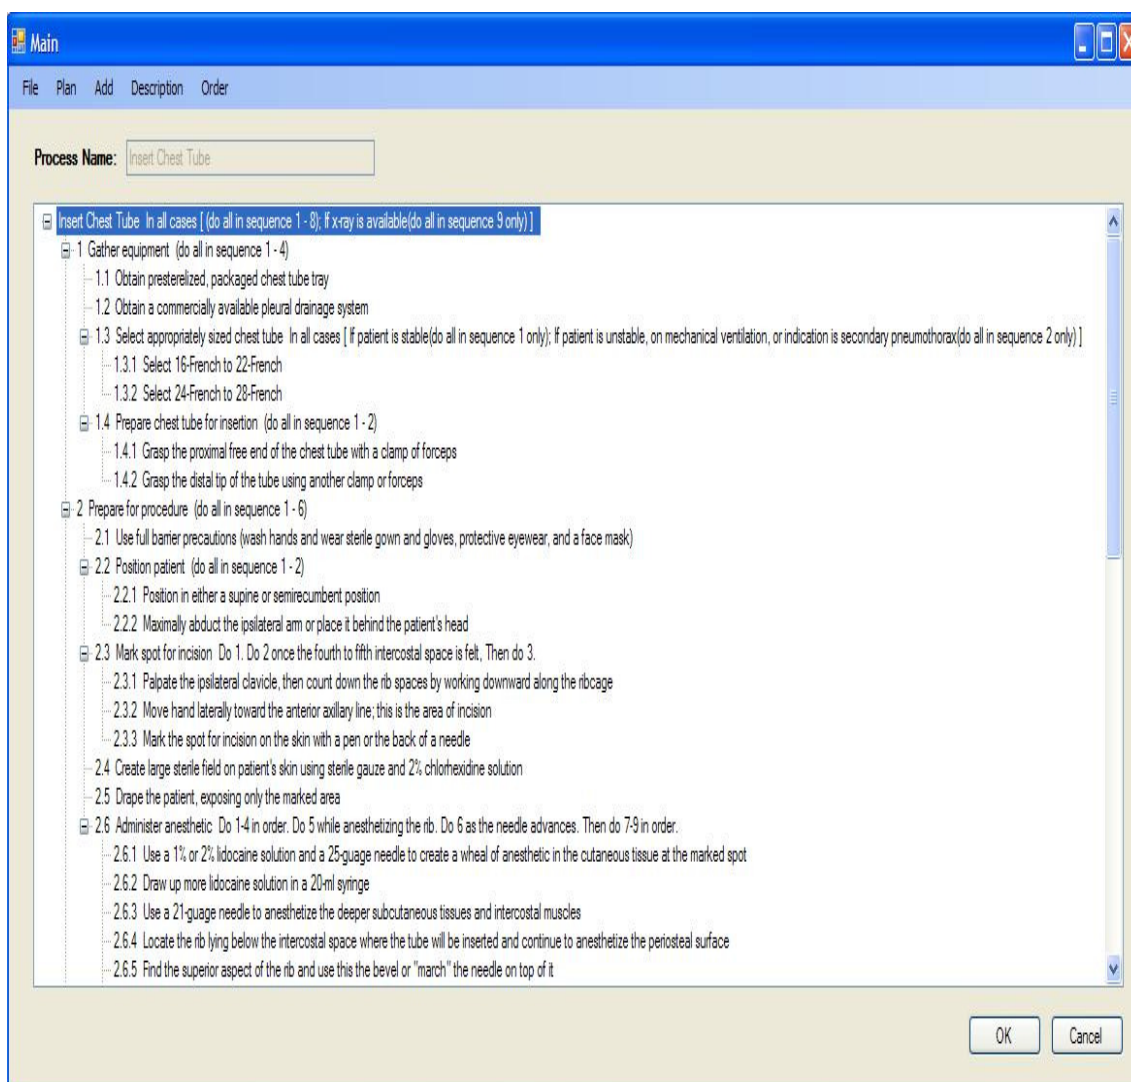 Main
File Plan Add Description Order
Process Name: Insert Chest Tube
Insert Chest Tube In all cases [ (do all in sequence 1 - 8); If x-ray is available(do all in sequence 9 only) ]
1 Gather equipment (do all in sequence 1 - 4)
1.1 Obtain presterelized, packaged chest tube tray
1.2 Obtain a commercially available pleural drainage system
1.3 Select appropriately sized chest tube In all cases [ If patient is stable(do all in sequence 1 only); If patient is unstable, on mechanical ventilation, or indication is secondary pneumothorax(do all in sequence 2 only) ]
1.3.1 Select 16-French to 22-French
1.3.2 Select 24-French to 28-French
1.4 Prepare chest tube for insertion (do all in sequence 1 - 2)
1.4.1 Grasp the proximal free end of the chest tube with a clamp of forceps
1.4.2 Grasp the distal tip of the tube using another clamp or forceps
2 Prepare for procedure (do all in sequence 1 - 6)
2.1 Use full barrier precautions (wash hands and wear sterile gown and gloves, protective eyewear, and a face mask)
2.2 Position patient (do all in sequence 1 - 2)
2.2.1 Position in either a supine or semirecumbent position
2.2.2 Maximally abduct the ipsilateral arm or place it behind the patient's head
2.3 Mark spot for incision Do 1. Do 2 once the fourth to fifth intercostal space is felt, Then do 3.
2.3.1 Palpate the ipsilateral clavicle, then count down the rib spaces by working downward along the ribcage
2.3.2 Move hand laterally toward the anterior axillary line; this is the area of incision
2.3.3 Mark the spot for incision on the skin with a pen or the back of a needle
2.4 Create large sterile field on patient's skin using sterile gauze and 2% chlorhexidine solution
2.5 Drape the patient, exposing only the marked area
2.6 Administer anesthetic Do 1-4 in order. Do 5 while anesthetizing the rib. Do 6 as the needle advances. Then do 7-9 in order.
2.6.1 Use a 1% or 2% lidocaine solution and a 25-guage needle to create a wheal of anesthetic in the cutaneous tissue at the marked spot
2.6.2 Draw up more lidocaine solution in a 20-ml syringe
2.6.3 Use a 21-guage needle to anesthetize the deeper subcutaneous tissues and intercostal muscles
2.6.4 Locate the rib lying below the intercostal space where the tube will be inserted and continue to anesthetize the periosteal surface
2.6.5 Find the superior aspect of the rib and use this the bevel or "march" the needle on top of it
OK Cancel